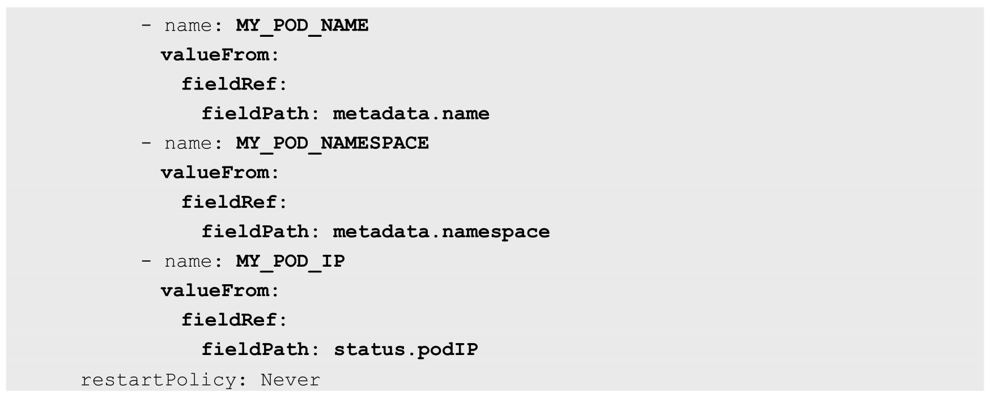 - name: MY_POD_NAME
valueFrom:
fieldRef:
fieldPath: metadata.name
- name: MY_POD_NAMESPACE
valueFrom:
fieldRef:
fieldPath: metadata.namespace
- name: MY_POD_IP
valueFrom:
fieldRef:
fieldPath: status.podIP
restartPolicy: Never